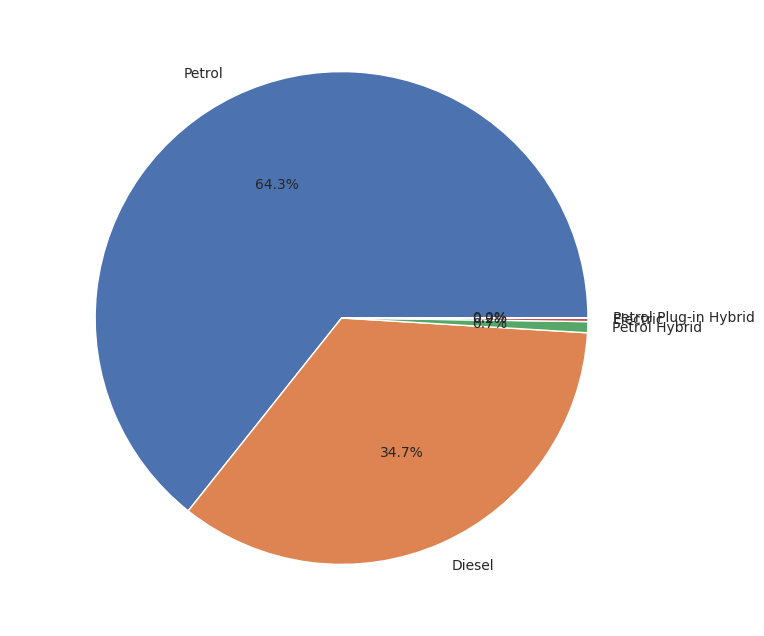 Petrol
64.3%
Petrol Plug-in Hybrid
Electric
0.7%
Petrol Hybrid
34.7%
Diesel